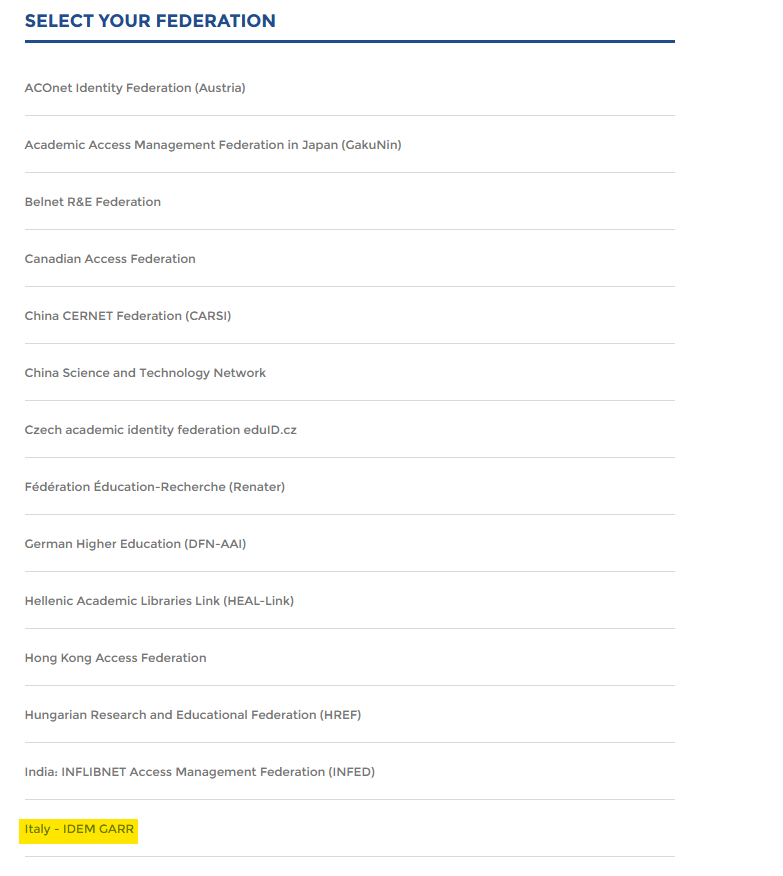 SELECT YOUR FEDERATION
ACOnet Identity Federation (Austria)
Academic Access Management Federation in Japan (GakuNin)
Belnet R&E Federation
Canadian Access Federation
China CERNET Federation (CARSI)
China Science and Technology Network
Czech academic identity federation eduID.cz
Fédération Éducation-Recherche (Renater)
German Higher Education (DFN-AAI)
Hellenic Academic Libraries Link (HEAL-Link)
Hong Kong Access Federation
Hungarian Research and Educational Federation (HREF)
India: INFLIBNET Access Management Federation (INFED)
Italy - IDEM GARR